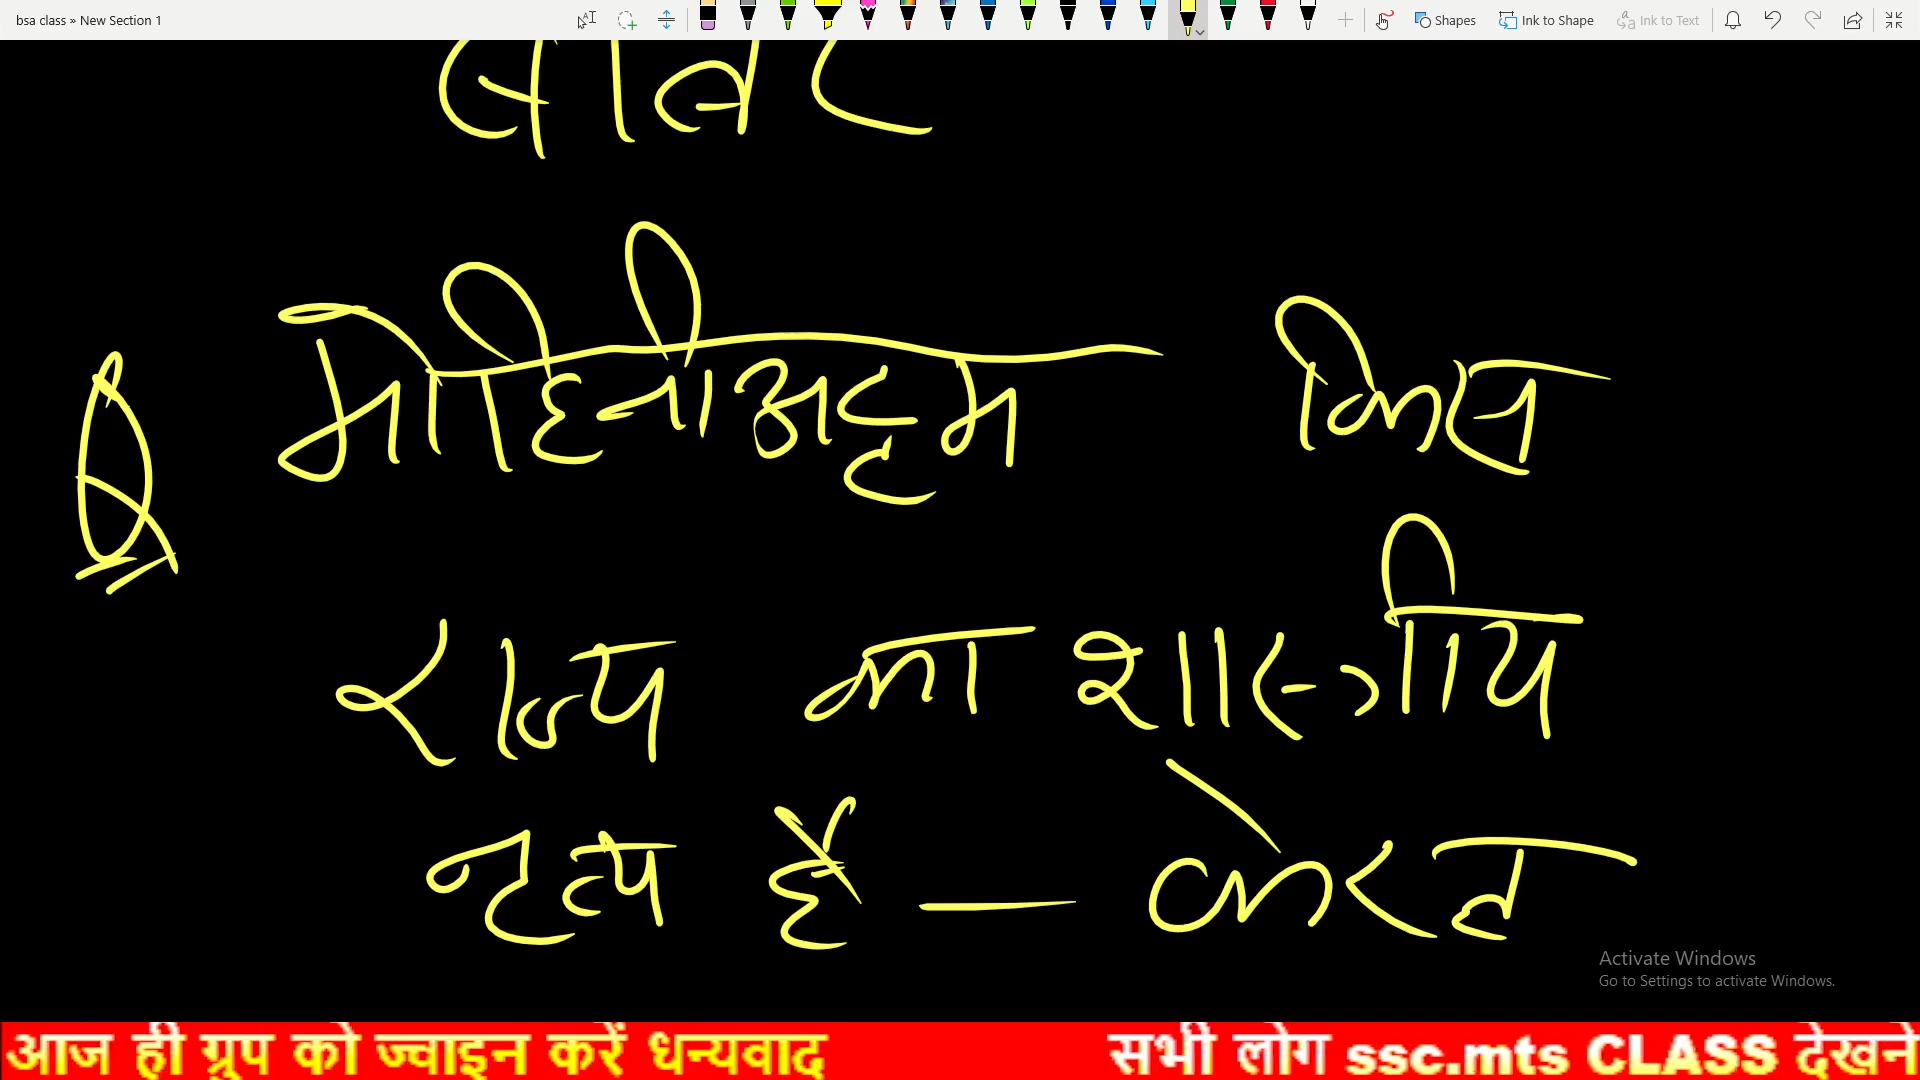 bsa class » New Section 1
Shapes Ink to Shape Ink to Text
Q मोहिनीअट्टम किस
राज्य का शास्त्रीय
नृत्य है — केरल
Activate Windows
Go to Settings to activate Windows.
आज ही ग्रुप को ज्वाइन करें धन्यवाद सभी लोग ssc.mts CLASS देखने